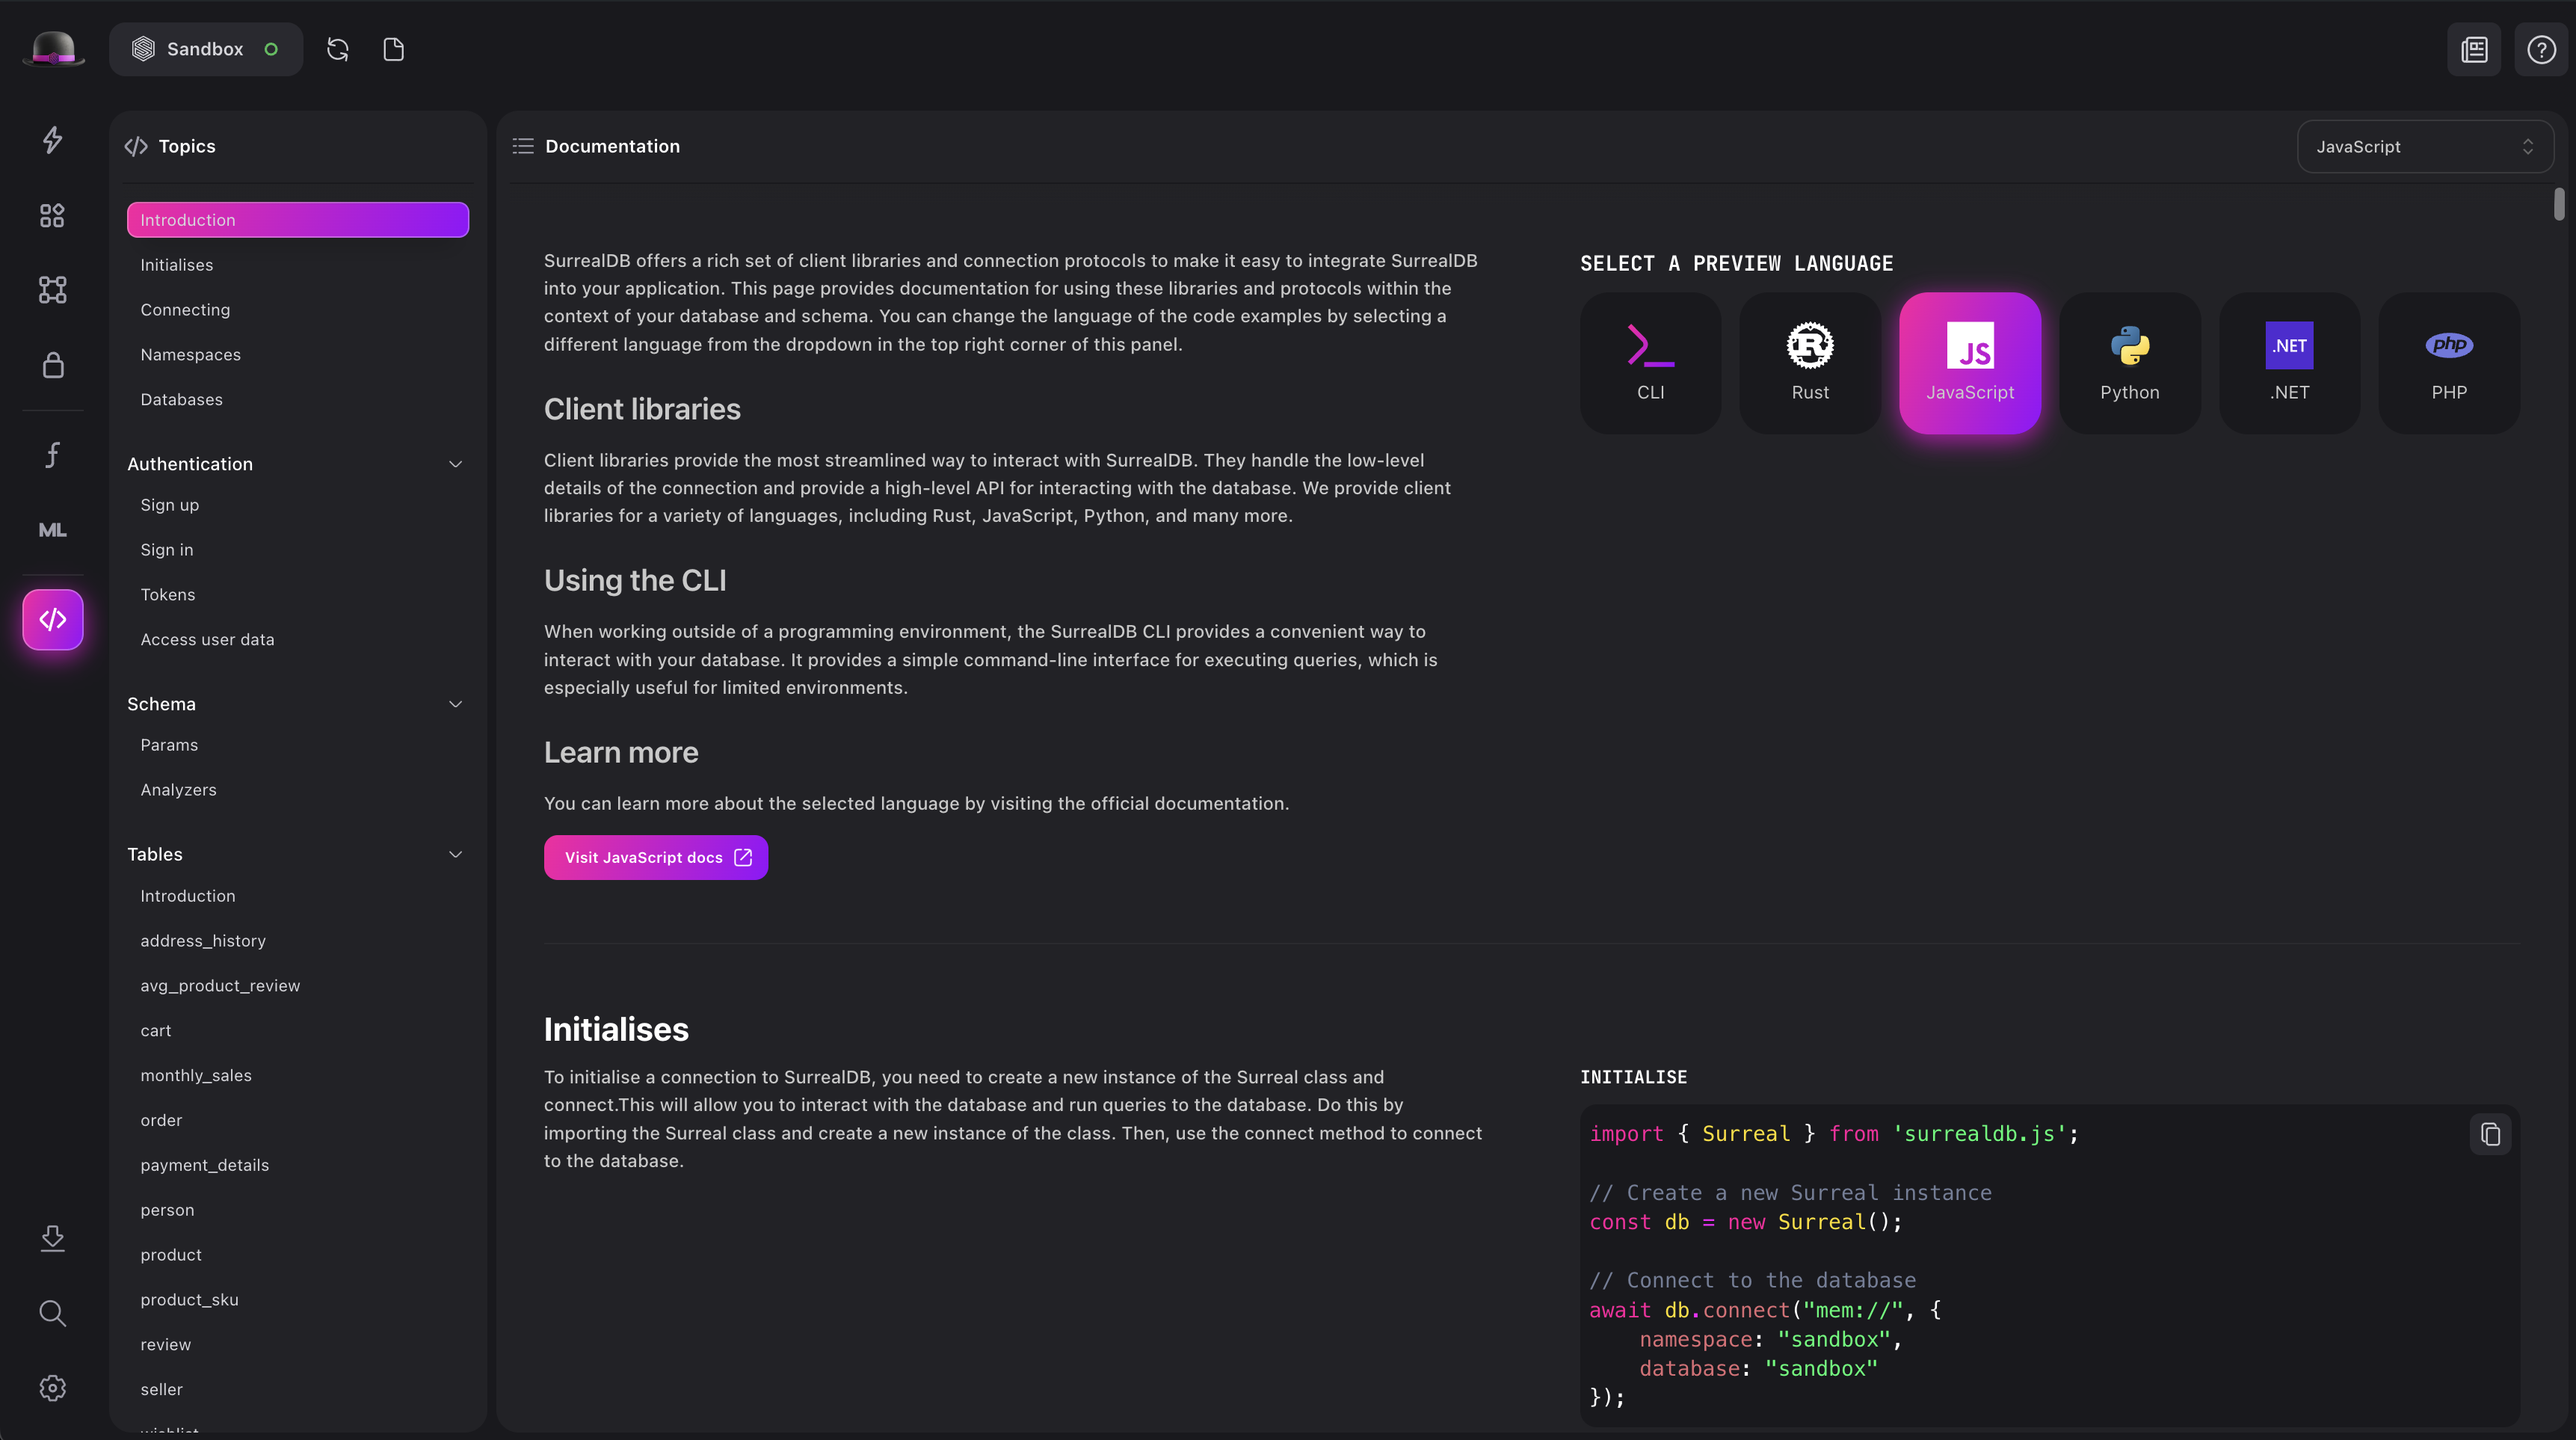 Sandbox
Topics
Introduction
Initialises
Connecting
Namespaces
Databases
Authentication
Sign up
Sign in
Tokens
Access user data
Schema
Params
Analyzers
Tables
Introduction
address_history
avg_product_review
cart
monthly_sales
order
payment_details
person
product
product_sku
review
seller
wishlist
ML
Documentation
JavaScript
SurrealDB offers a rich set of client libraries and connection protocols to make it easy to integrate SurrealDB
into your application. This page provides documentation for using these libraries and protocols within the
context of your database and schema. You can change the language of the code examples by selecting a
different language from the dropdown in the top right corner of this panel.
Client libraries
Client libraries provide the most streamlined way to interact with SurrealDB. They handle the low-level
details of the connection and provide a high-level API for interacting with the database. We provide client
libraries for a variety of languages, including Rust, JavaScript, Python, and many more.
Using the CLI
When working outside of a programming environment, the SurrealDB CLI provides a convenient way to
interact with your database. It provides a simple command-line interface for executing queries, which is
especially useful for limited environments.
Learn more
You can learn more about the selected language by visiting the official documentation.
Visit JavaScript docs
SELECT A PREVIEW LANGUAGE
CLI
R
Rust
JS
JavaScript
Python
.NET
.NET
php
PHP
Initialises
To initialise a connection to SurrealDB, you need to create a new instance of the Surreal class and
connect.This will allow you to interact with the database and run queries to the database. Do this by
importing the Surreal class and create a new instance of the class. Then, use the connect method to connect
to the database.
INITIALISE
import { Surreal } from 'surrealdb.js';
// Create a new Surreal instance
const db = new Surreal();
// Connect to the database
await db.connect("mem://", {
namespace: "sandbox",
database: "sandbox"
});